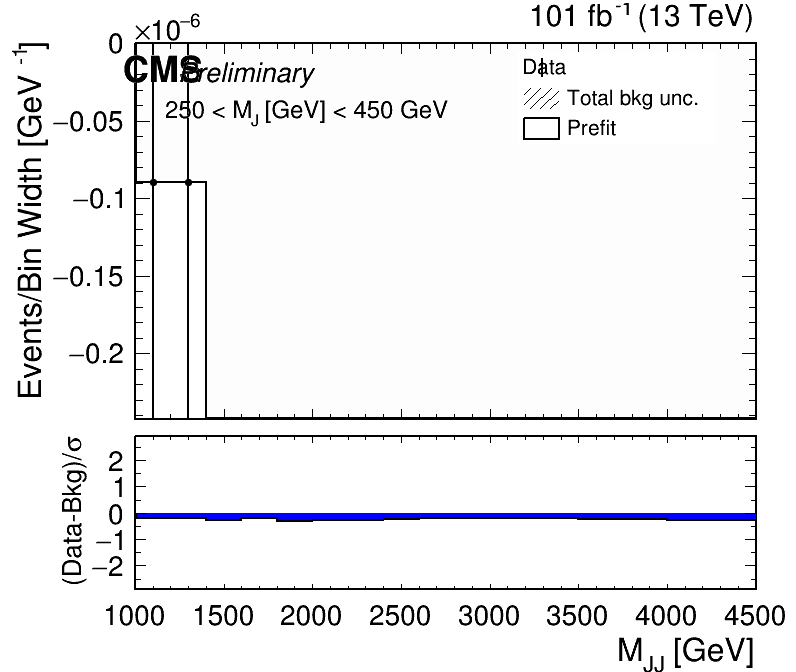 101 fb⁻¹ (13 TeV)
×10⁻⁶
CMS Preliminary
250 < M_J [GeV] < 450 GeV
Data
Total bkg unc.
Prefit
Events/Bin Width [GeV⁻¹]
0
−0.05
−0.1
−0.15
−0.2
(Data-Bkg)/σ
2
1
0
−1
−2
1000 1500 2000 2500 3000 3500 4000 4500
M_JJ [GeV]